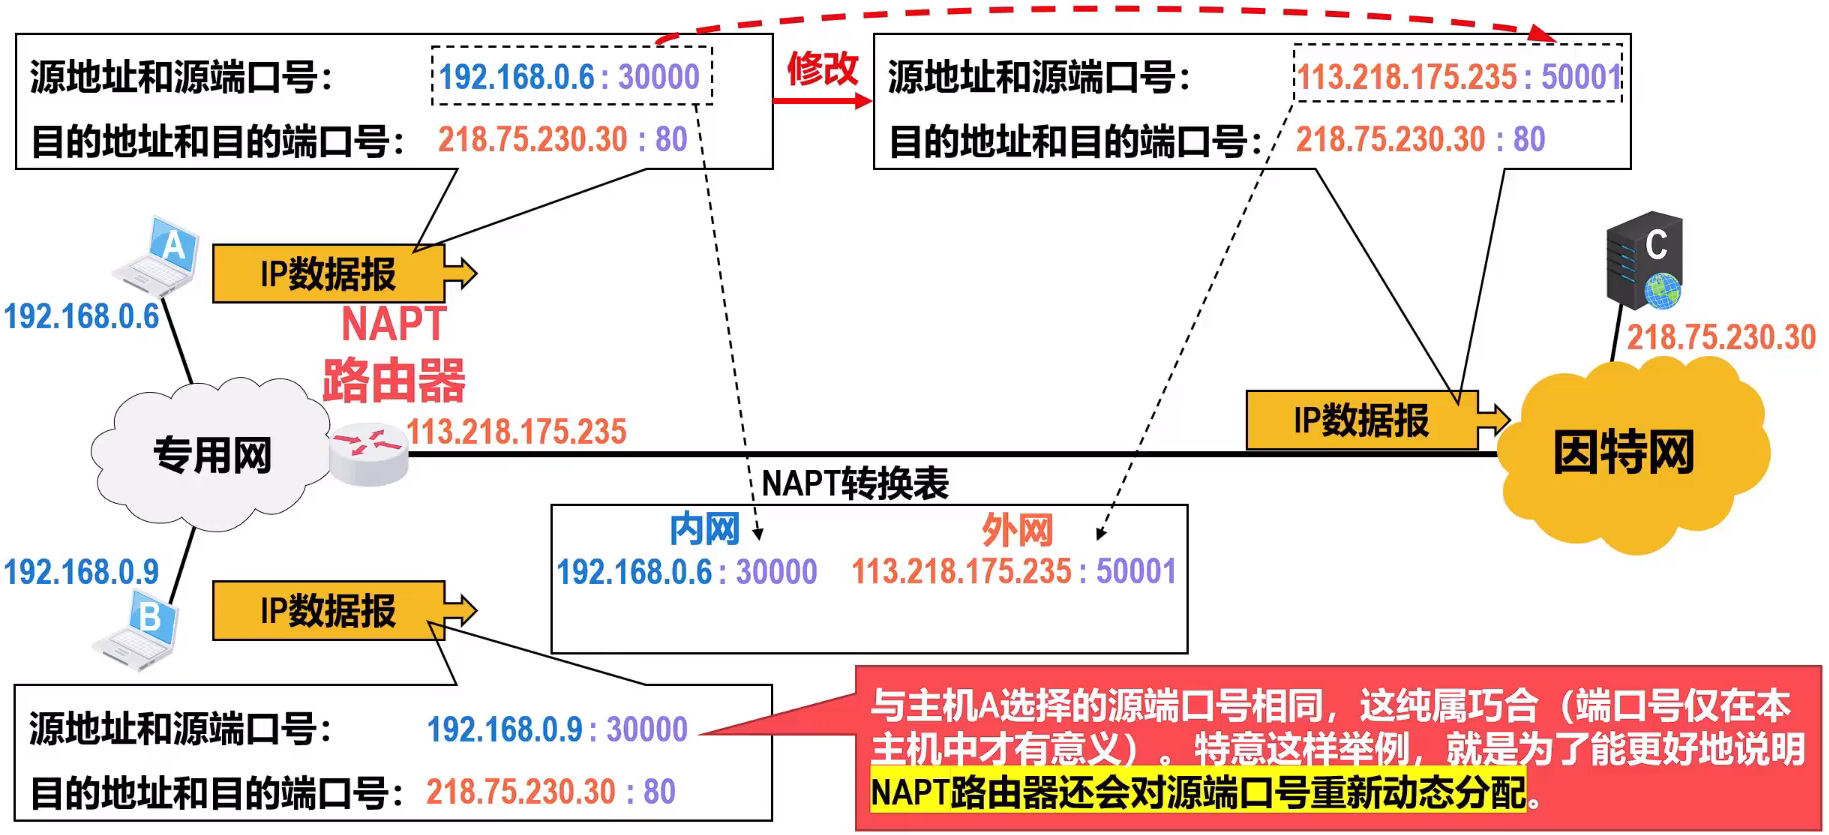 源地址和源端口号： 192.168.0.6 : 30000
目的地址和目的端口号： 218.75.230.30 : 80
修改
源地址和源端口号： 113.218.175.235 : 50001
目的地址和目的端口号： 218.75.230.30 : 80
A
IP数据报
192.168.0.6
NAPT
路由器
C
218.75.230.30
专用网
113.218.175.235
IP数据报
因特网
NAPT转换表
内网 外网
192.168.0.6 : 30000 113.218.175.235 : 50001
192.168.0.9
B
IP数据报
源地址和源端口号： 192.168.0.9 : 30000
目的地址和目的端口号： 218.75.230.30 : 80
与主机A选择的源端口号相同，这纯属巧合（端口号仅在本
主机中才有意义）。特意这样举例，就是为了能更好地说明
NAPT路由器还会对源端口号重新动态分配。